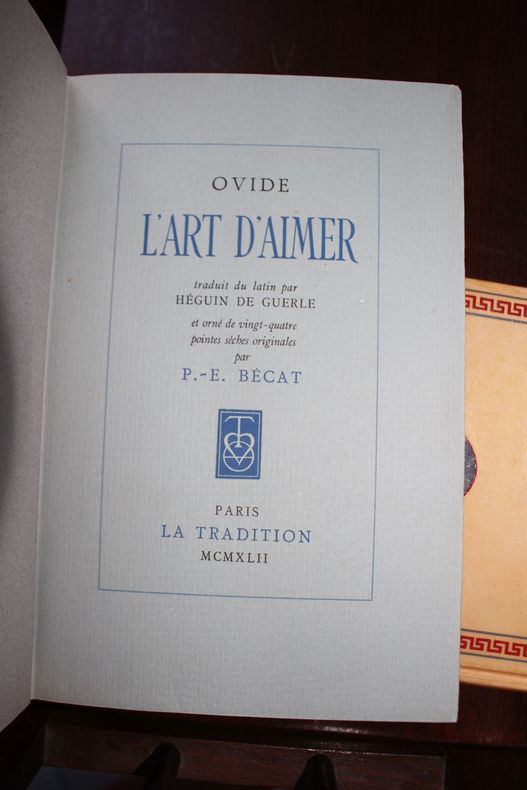 OVIDE
L'ART D'AIMER
traduit du latin par
HÉGUIN DE GUERLE
et orné de vingt-quatre
pointes sèches originales
par
P.-E. BÉCAT
PARIS
LA TRADITION
MCMXLII